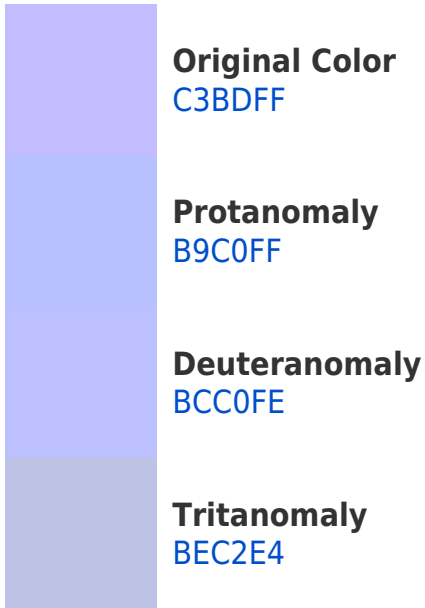 Original Color
C3BDFF
Protanomaly
B9C0FF
Deuteranomaly
BCC0FE
Tritanomaly
BEC2E4